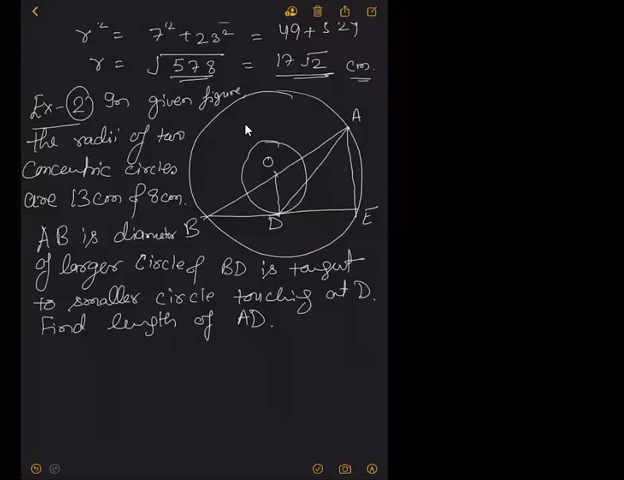 r² = 7² + 23² = 49 + 529
r = √578 = 17√2 cm
Ex-2 In given figure
the radii of two
Concentric circles
are 13cm & 8cm.
AB is diameter
of larger Circle & BD is tangent
to smaller circle touching at D.
Find length of AD.
A
O
B
D
E